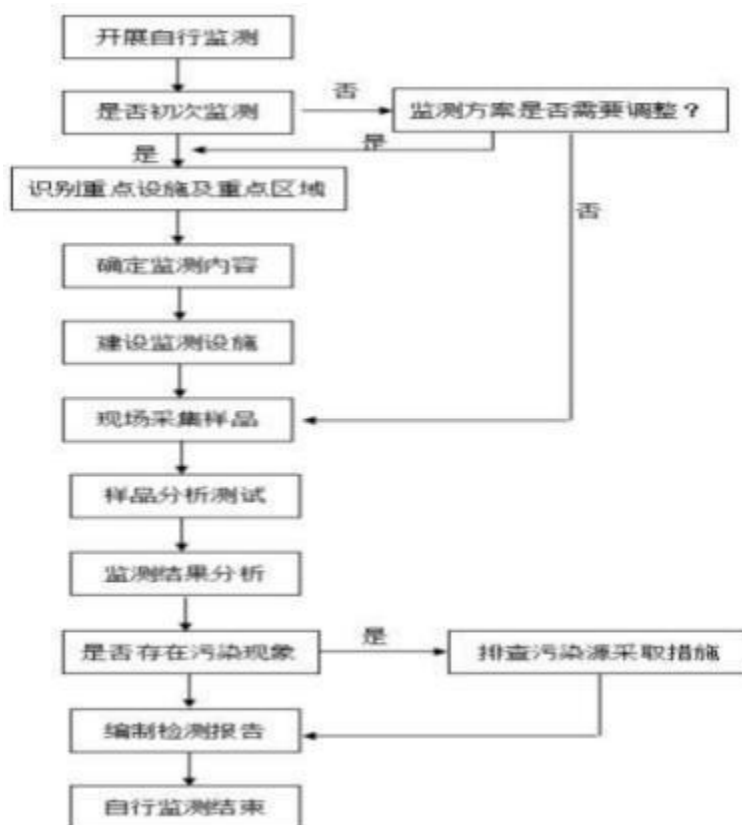 开展自行监测
是否初次监测
否
监测方案是否需要调整？
是
是
识别重点设施及重点区域
否
确定监测内容
建设监测设施
现场采集样品
样品分析测试
监测结果分析
是否存在污染现象
是
排查污染源采取措施
编制检测报告
自行监测结束